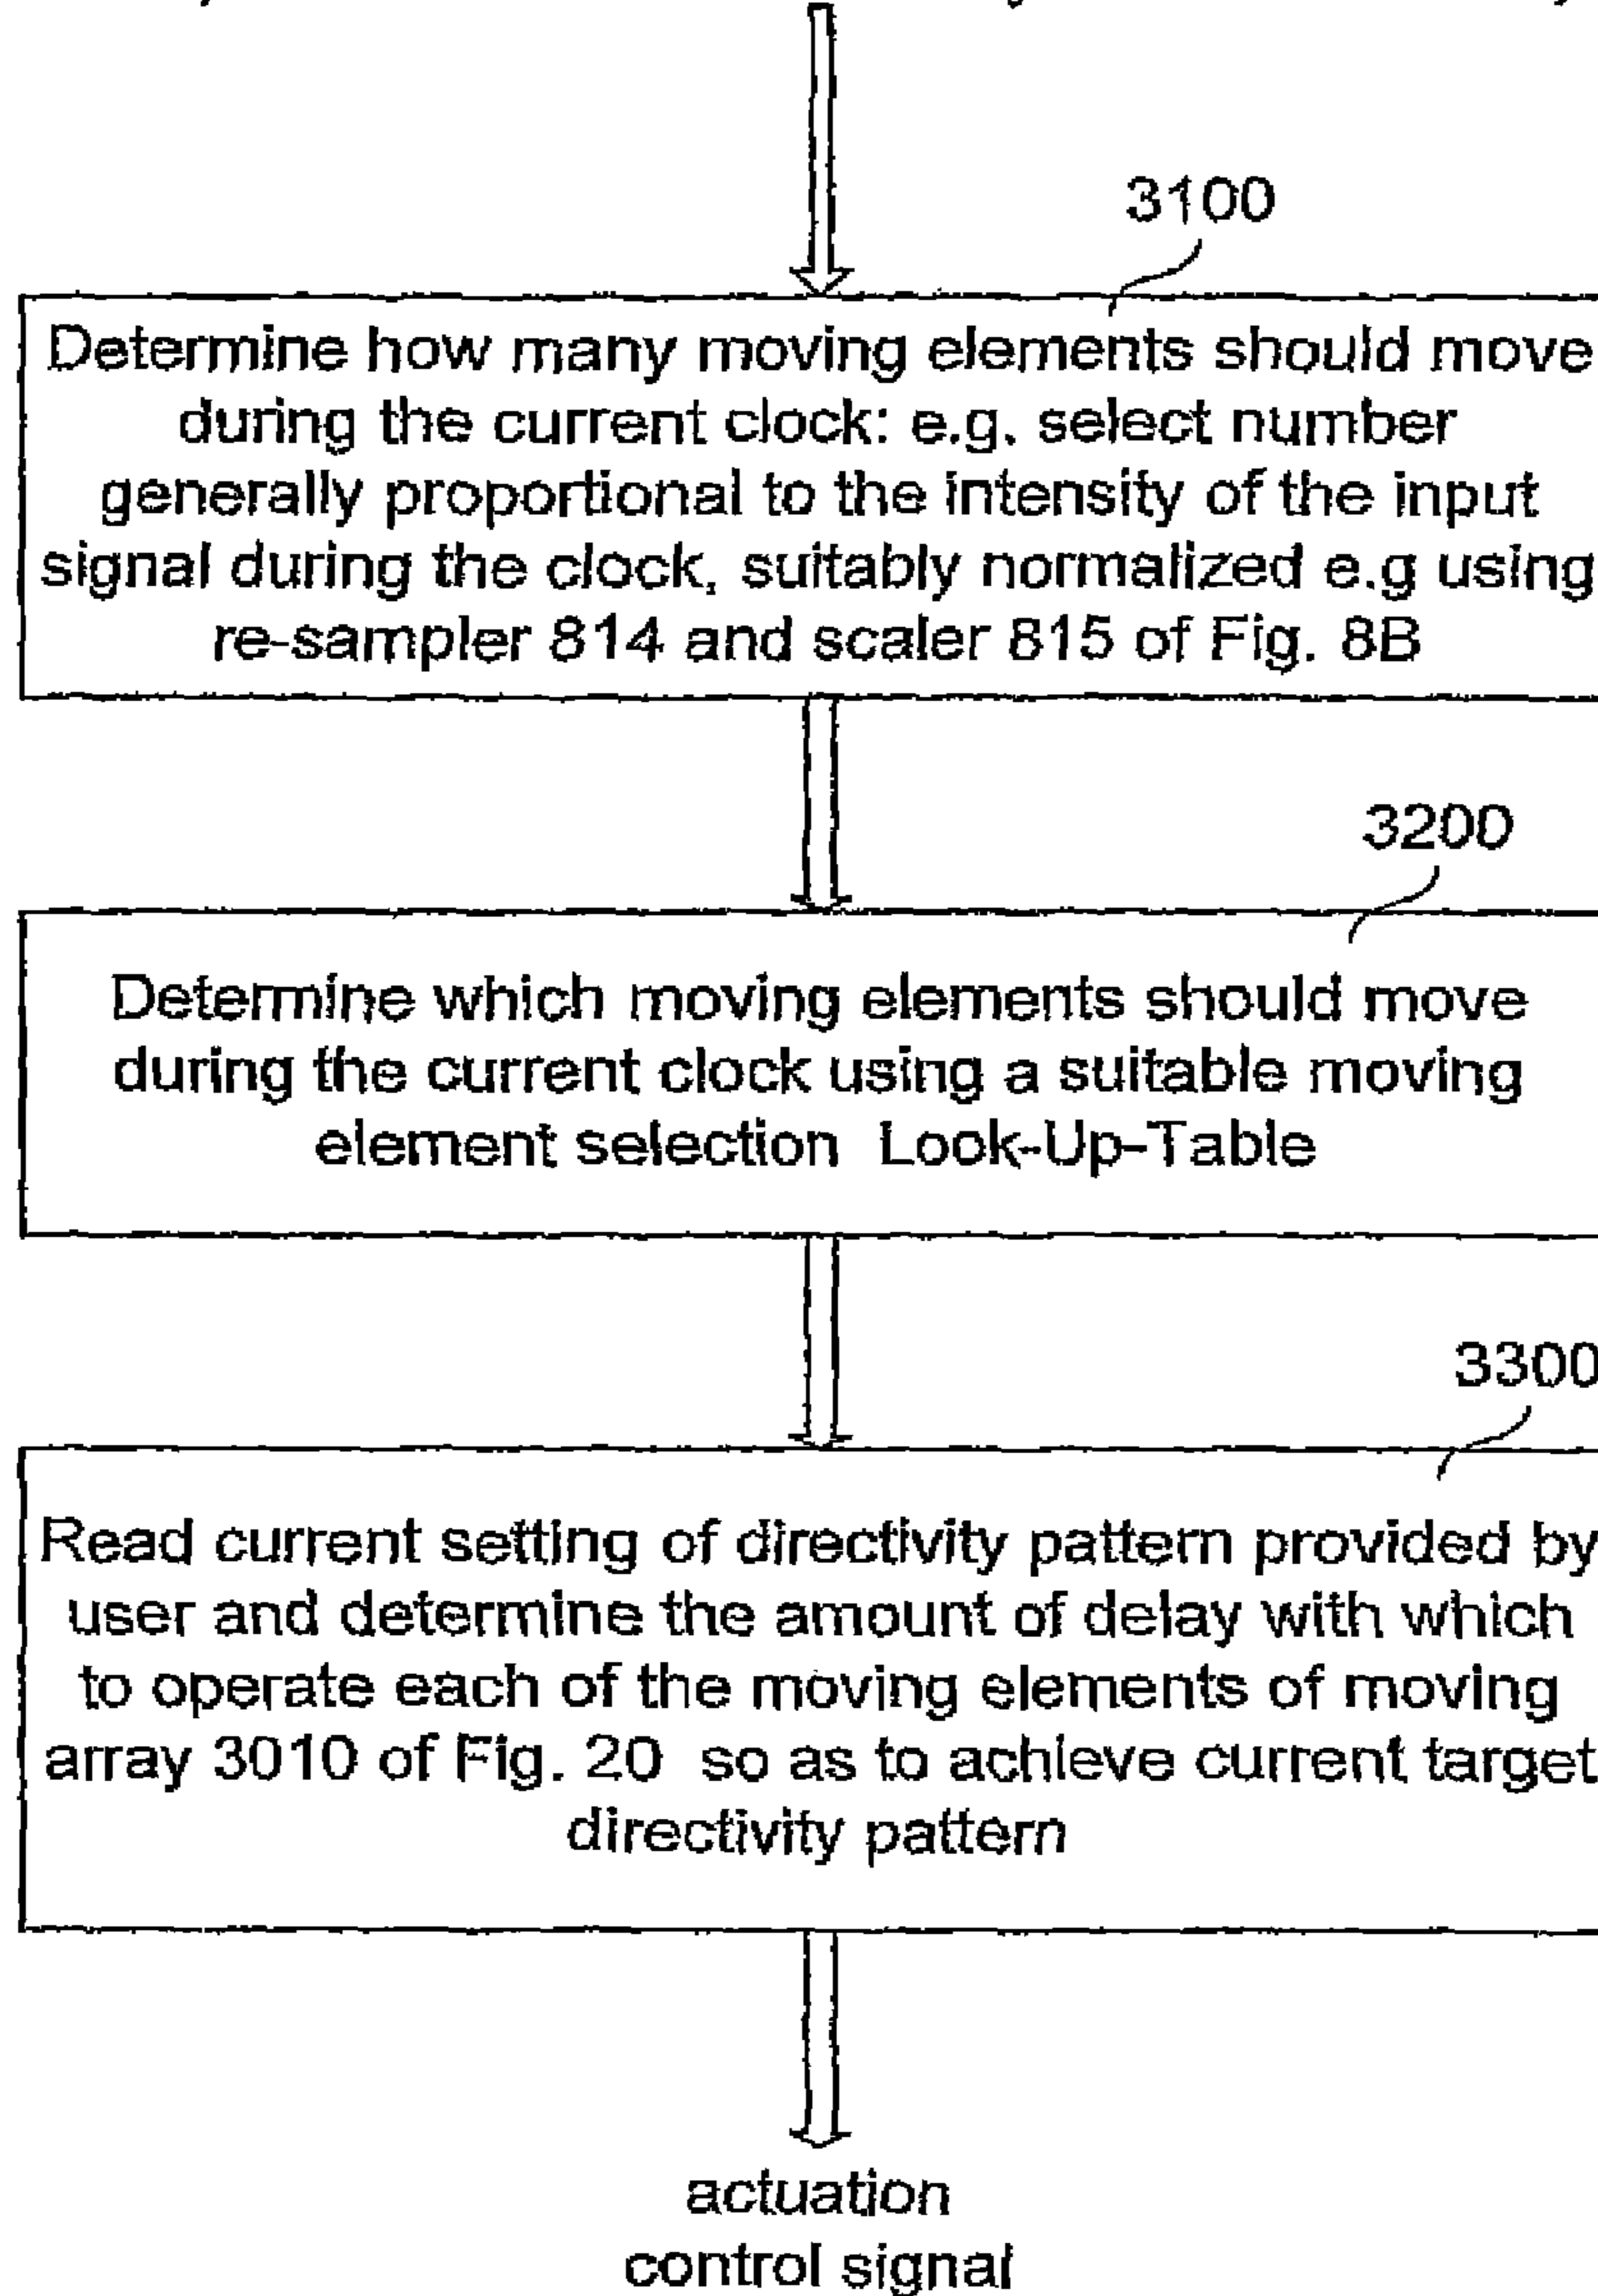 3100
Determine how many moving elements should move
during the current clock: e.g. select number
generally proportional to the intensity of the input
signal during the clock, suitably normalized e.g using
re-sampler 814 and scaler 815 of Fig. 8B
3200
Determine which moving elements should move
during the current clock using a suitable moving
element selection Look-Up-Table
3300
Read current setting of directivity pattern provided by
user and determine the amount of delay with which
to operate each of the moving elements of moving
array 3010 of Fig. 20 so as to achieve current target
directivity pattern
actuation
control signal